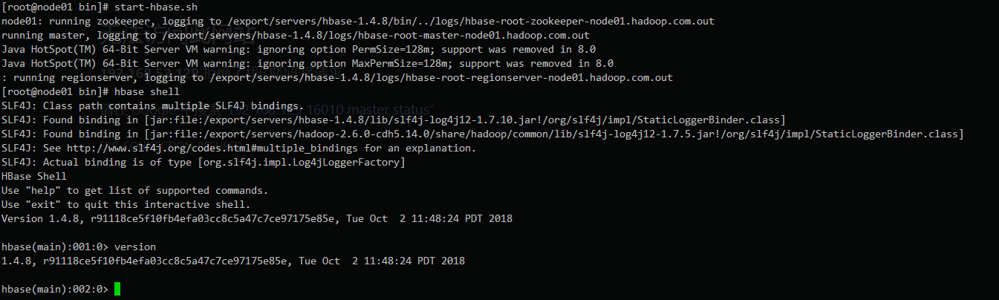 [root@node01 bin]# start-hbase.sh
node01: running zookeeper, logging to /export/servers/hbase-1.4.8/bin/../logs/hbase-root-zookeeper-node01.hadoop.com.out
running master, logging to /export/servers/hbase-1.4.8/logs/hbase-root-master-node01.hadoop.com.out
Java HotSpot(TM) 64-Bit Server VM warning: ignoring option PermSize=128m; support was removed in 8.0
Java HotSpot(TM) 64-Bit Server VM warning: ignoring option MaxPermSize=128m; support was removed in 8.0
: running regionserver, logging to /export/servers/hbase-1.4.8/logs/hbase-root-regionserver-node01.hadoop.com.out
[root@node01 bin]# hbase shell
SLF4J: Class path contains multiple SLF4J bindings.
SLF4J: Found binding in [jar:file:/export/servers/hbase-1.4.8/lib/slf4j-log4j12-1.7.10.jar!/org/slf4j/impl/StaticLoggerBinder.class]
SLF4J: Found binding in [jar:file:/export/servers/hadoop-2.6.0-cdh5.14.0/share/hadoop/common/lib/slf4j-log4j12-1.7.5.jar!/org/slf4j/impl/StaticLoggerBinder.class]
SLF4J: See http://www.slf4j.org/codes.html#multiple_bindings for an explanation.
SLF4J: Actual binding is of type [org.slf4j.impl.Log4jLoggerFactory]
HBase Shell
Use "help" to get list of supported commands.
Use "exit" to quit this interactive shell.
Version 1.4.8, r91118ce5f10fb4efa03cc8c5a47c7ce97175e85e, Tue Oct  2 11:48:24 PDT 2018
hbase(main):001:0> version
1.4.8, r91118ce5f10fb4efa03cc8c5a47c7ce97175e85e, Tue Oct  2 11:48:24 PDT 2018
hbase(main):002:0>
无法访问此网站
16010 master status"